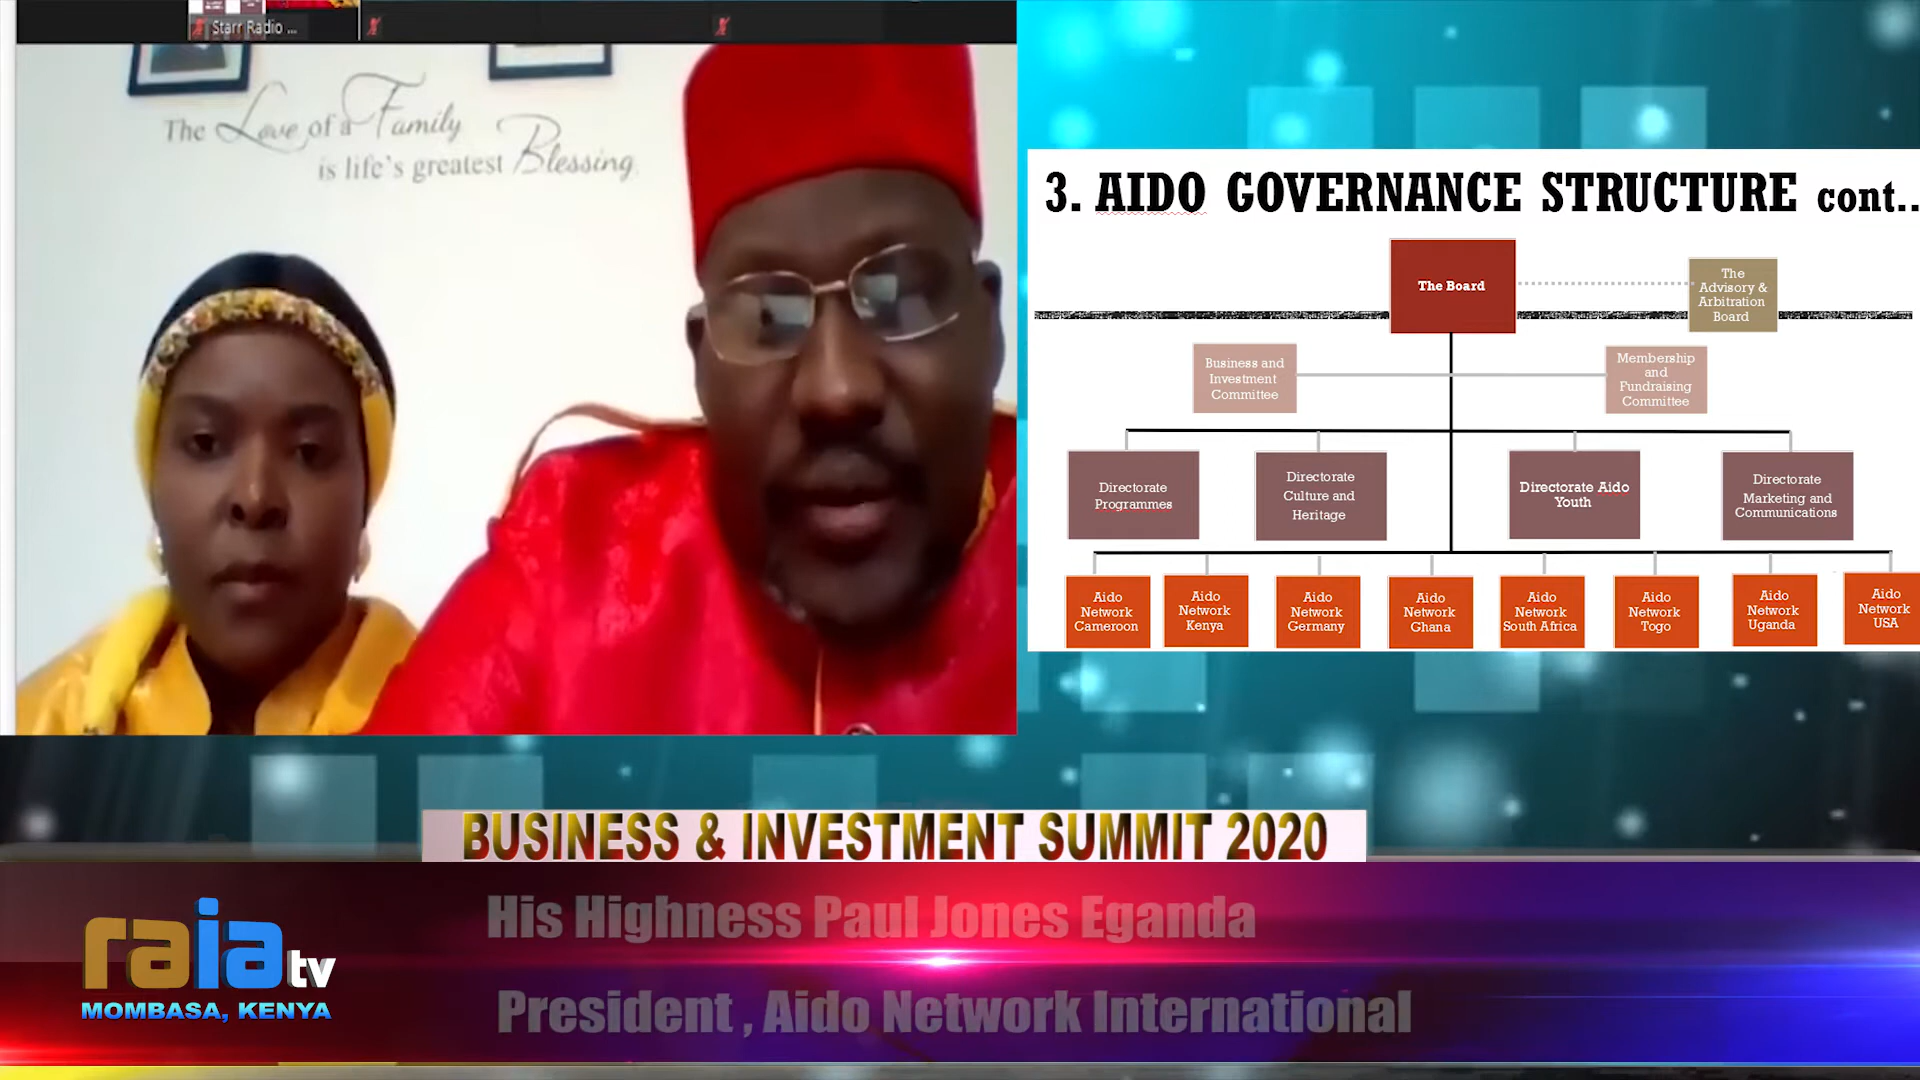 Starr Radio ...
The Love of a Family
is life's greatest Blessing.
3. AIDO GOVERNANCE STRUCTURE cont..
The Board
The
Advisory &
Arbitration
Board
Business and
Investment
Committee
Membership
and
Fundraising
Committee
Directorate
Programmes
Directorate
Culture and
Heritage
Directorate Aido
Youth
Directorate
Marketing and
Communications
Aido
Network
Cameroon
Aido
Network
Kenya
Aido
Network
Germany
Aido
Network
Ghana
Aido
Network
South Africa
Aido
Network
Togo
Aido
Network
Uganda
Aido
Network
USA
BUSINESS & INVESTMENT SUMMIT 2020
His Highness Paul Jones Eganda
President , Aido Network International
raia tv
MOMBASA, KENYA